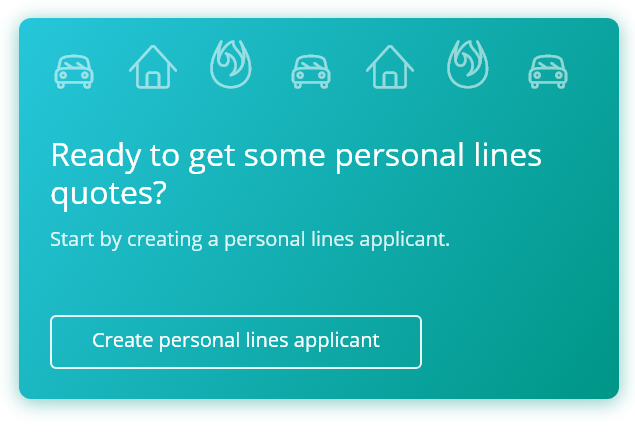 Ready to get some personal lines
quotes?
Start by creating a personal lines applicant.
Create personal lines applicant